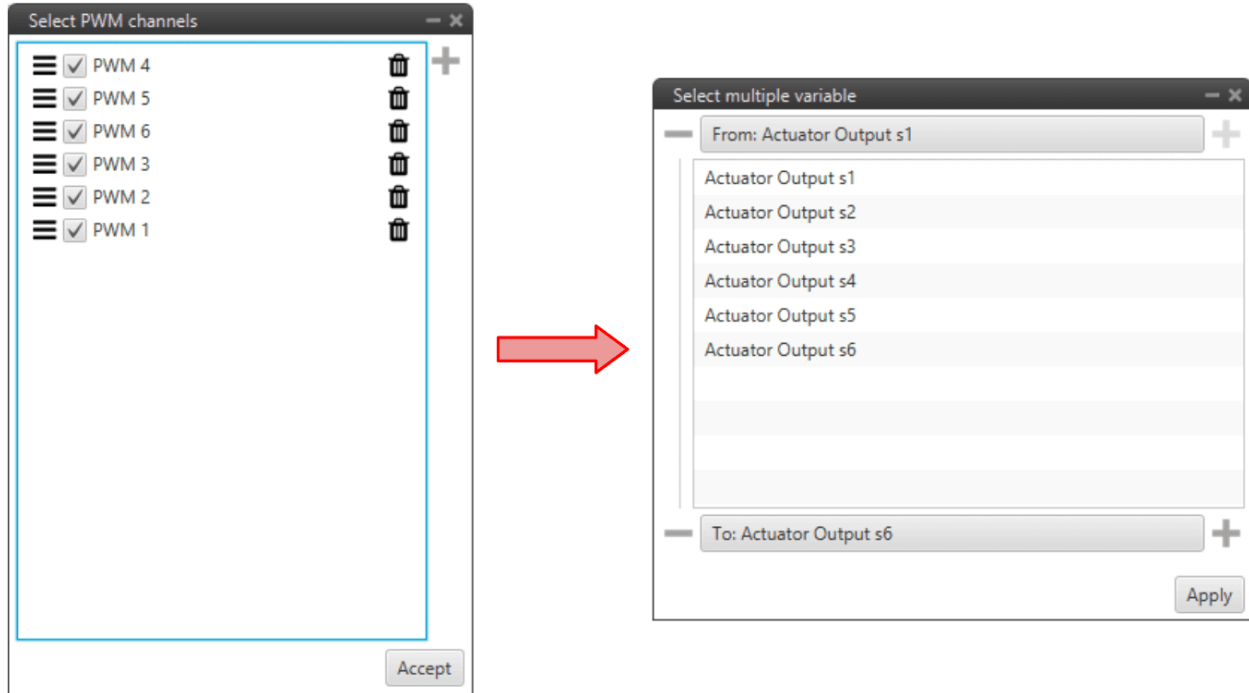 Select PWM channels
PWM 4
PWM 5
PWM 6
PWM 3
PWM 2
PWM 1
Accept
Select multiple variable
From: Actuator Output s1
Actuator Output s1
Actuator Output s2
Actuator Output s3
Actuator Output s4
Actuator Output s5
Actuator Output s6
To: Actuator Output s6
Apply